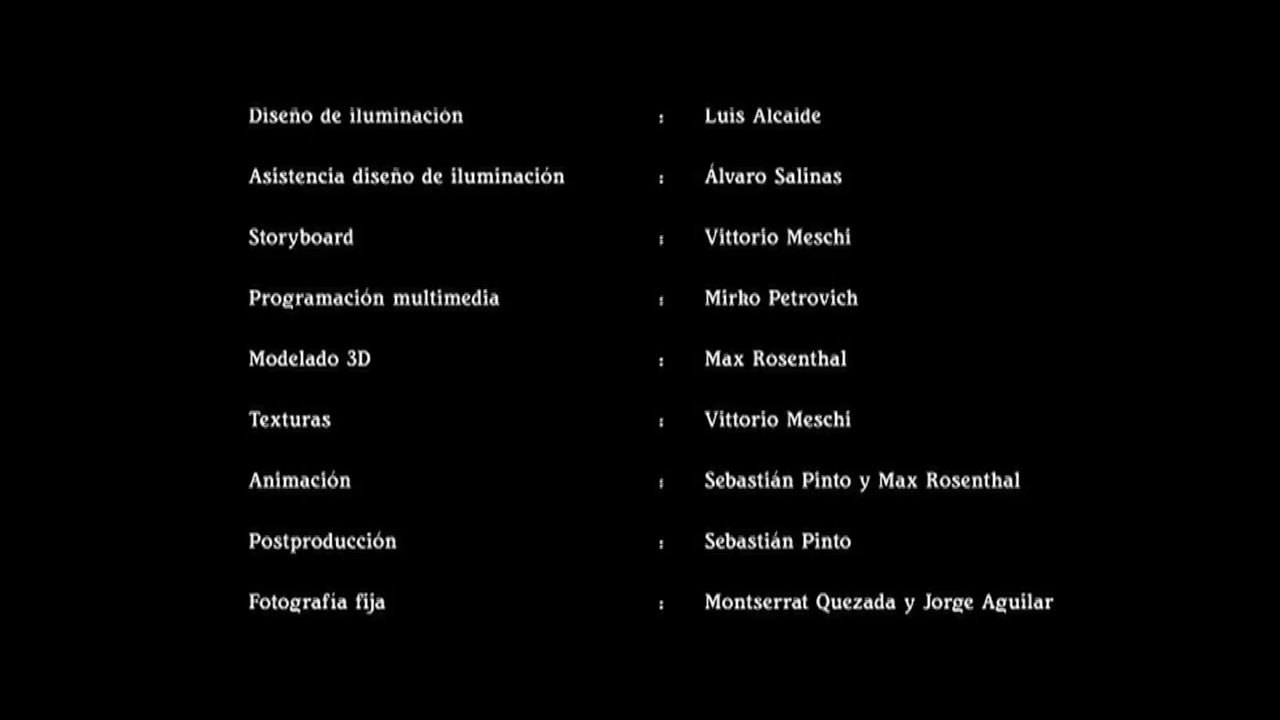 Diseño de iluminación : Luis Alcaide
Asistencia diseño de iluminación : Álvaro Salinas
Storyboard : Vittorio Meschi
Programación multimedia : Mirko Petrovich
Modelado 3D : Max Rosenthal
Texturas : Vittorio Meschi
Animación : Sebastián Pinto y Max Rosenthal
Postproducción : Sebastián Pinto
Fotografía fija : Montserrat Quezada y Jorge Aguilar